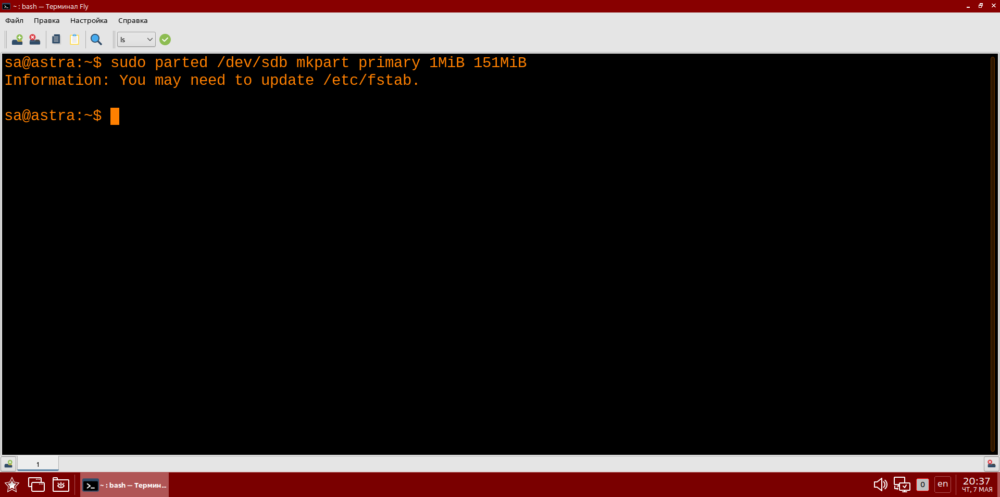 ~ : bash — Терминал Fly
Файл Правка Настройка Справка
ls
sa@astra:~$ sudo parted /dev/sdb mkpart primary 1MiB 151MiB
Information: You may need to update /etc/fstab.
sa@astra:~$
1
~ : bash — Термин...
0
en
20:37
ЧТ, 7 МАЯ